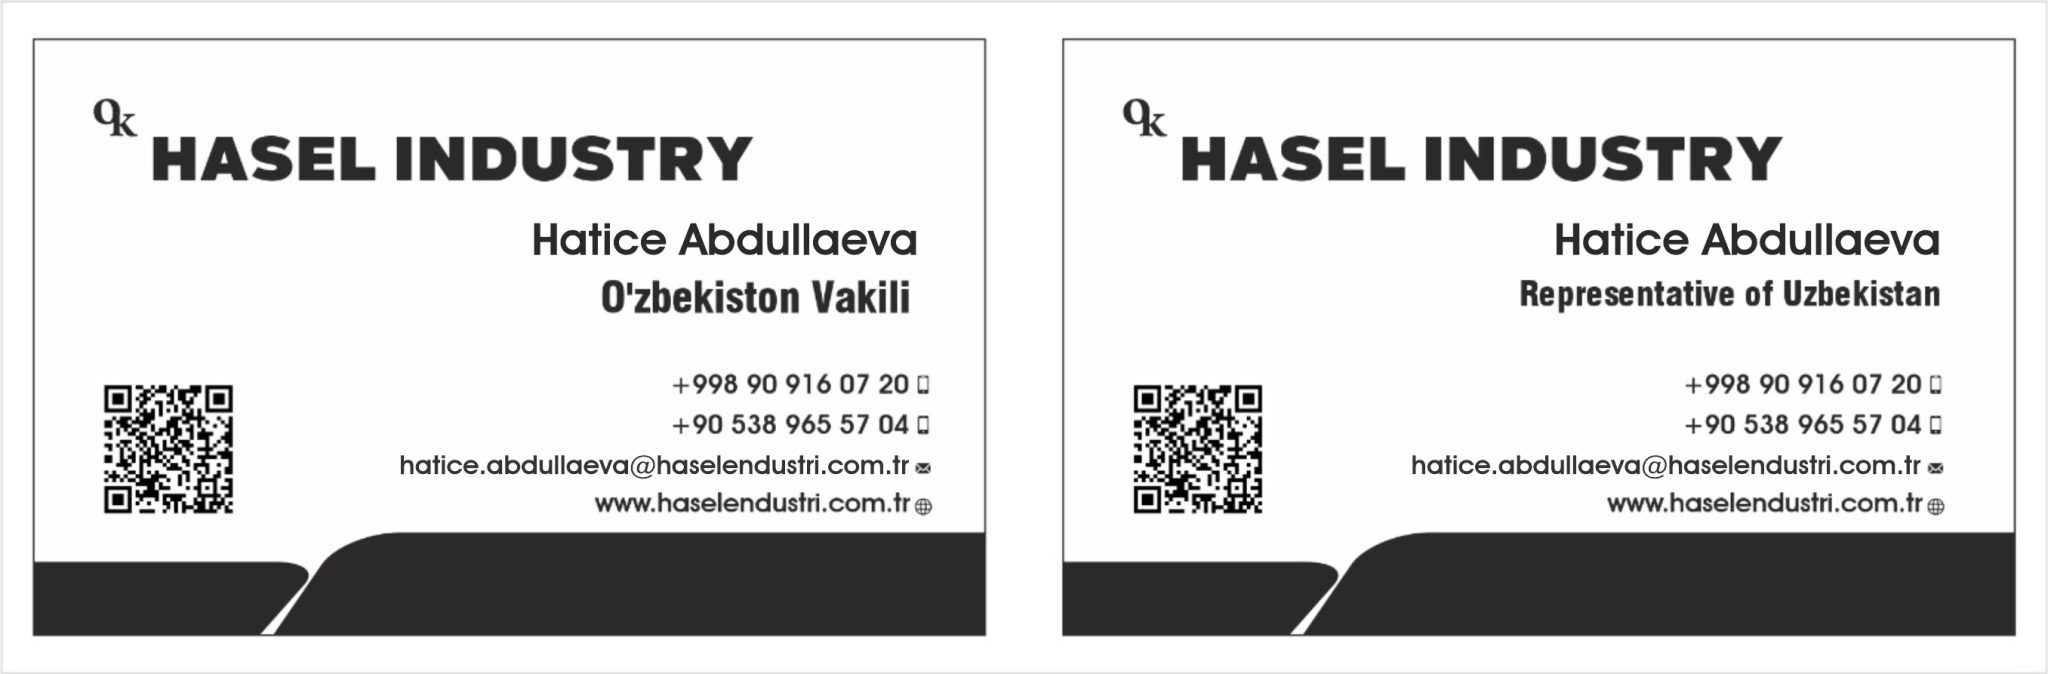 ok
HASEL INDUSTRY
Hatice Abdullaeva
O'zbekiston Vakili
+998 90 916 07 20
+90 538 965 57 04
hatice.abdullaeva@haselendustri.com.tr
www.haselendustri.com.tr
ok
HASEL INDUSTRY
Hatice Abdullaeva
Representative of Uzbekistan
+998 90 916 07 20
+90 538 965 57 04
hatice.abdullaeva@haselendustri.com.tr
www.haselendustri.com.tr